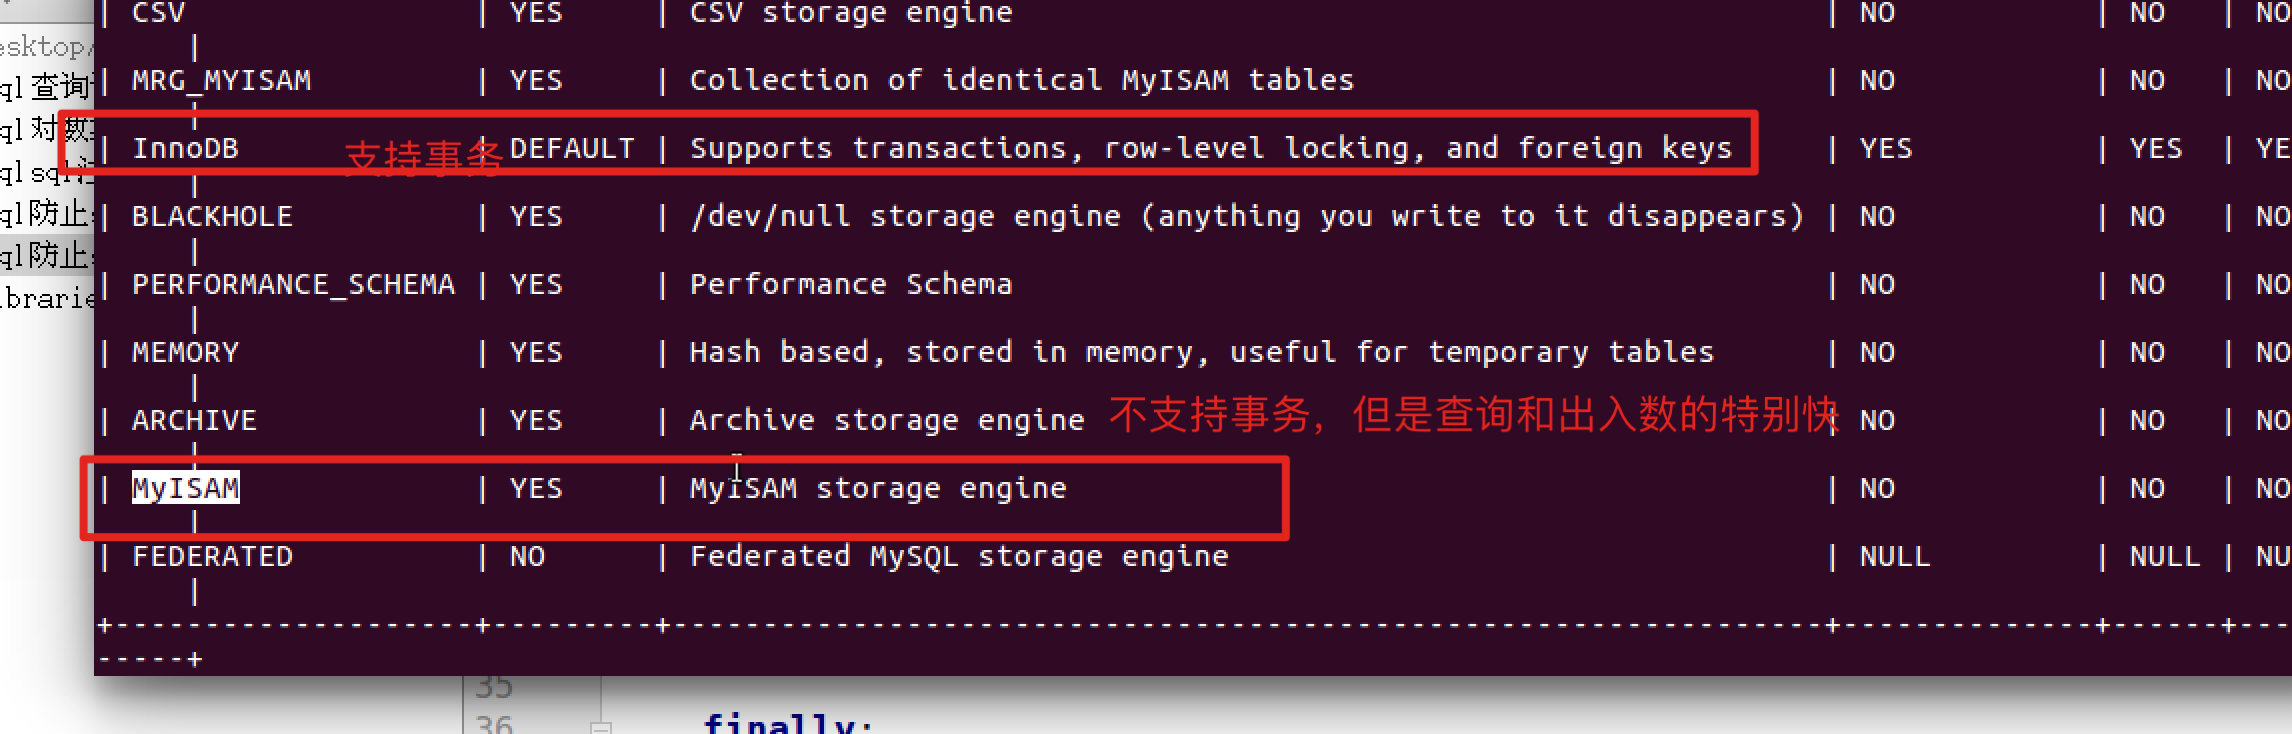 | CSV | YES | CSV storage engine | NO | NO | NO
esktop/ |
ql 查询 | MRG_MYISAM | YES | Collection of identical MyISAM tables | NO | NO | NO
|
ql 对数 | InnoDB 支持事务 | DEFAULT | Supports transactions, row-level locking, and foreign keys | YES | YES | YE
ql sql注 |
ql 防止 | BLACKHOLE | YES | /dev/null storage engine (anything you write to it disappears) | NO | NO | NO
ql 防止 |
ibrarie | PERFORMANCE_SCHEMA | YES | Performance Schema | NO | NO | NO
|
| MEMORY | YES | Hash based, stored in memory, useful for temporary tables | NO | NO | NO
|
| ARCHIVE | YES | Archive storage engine 不支持事务，但是查询和出入数的特别快 | NO | NO | NO
|
| MyISAM | YES | MyISAM storage engine | NO | NO | NO
|
| FEDERATED | NO | Federated MySQL storage engine | NULL | NULL | NU
|
+--------------------+---------+----------------------------------------------------------------+--------------+------+---
-----+
35
36 finally: